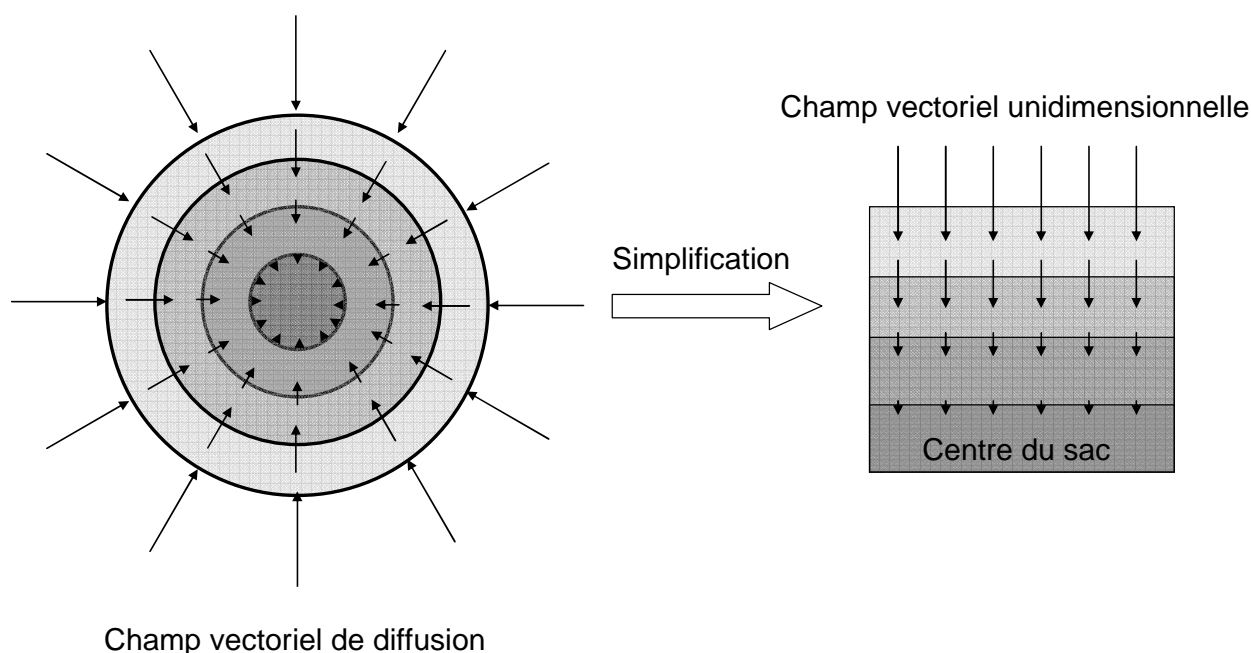 Champ vectoriel unidimensionnelle
Simplification
Centre du sac
Champ vectoriel de diffusion